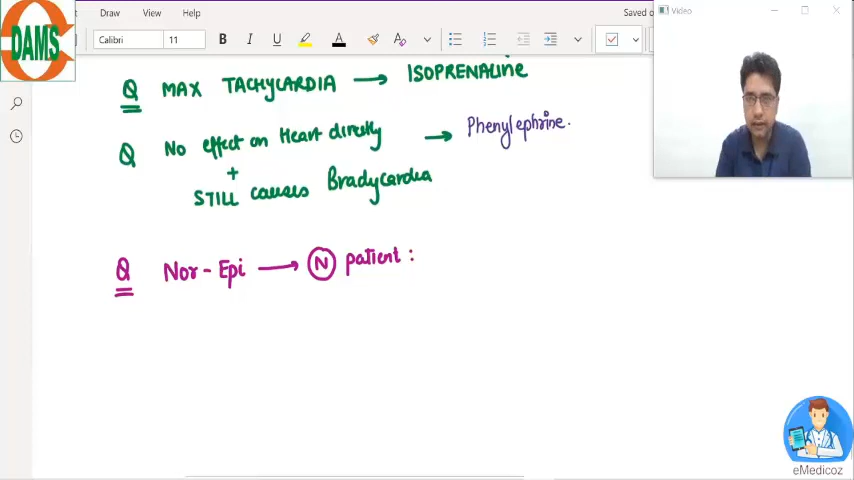 Draw View Help
Saved o
DAMS
Calibri 11 B I U A A
Video
Q MAX TACHYCARDIA → ISOPRENALINE
Q No effect on Heart directly → Phenylephrine.
+
STILL causes Bradycardia
Q Nor-Epi → N patient:
eMedicoz